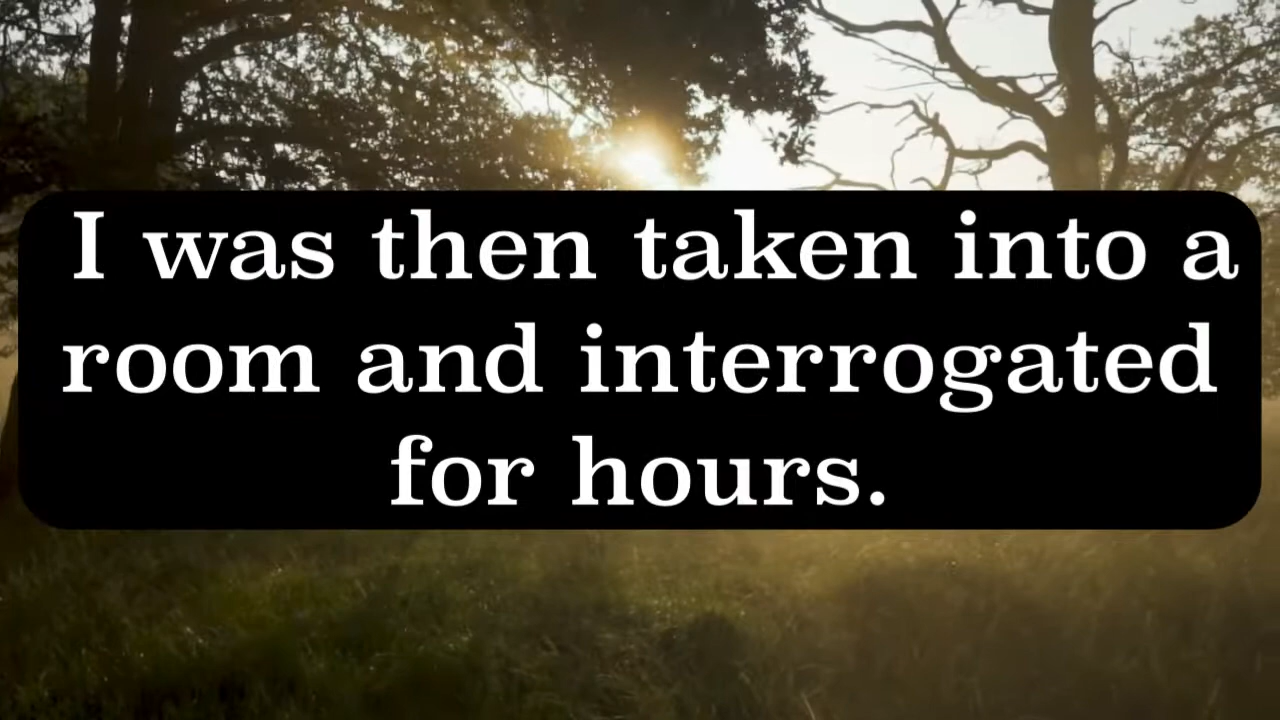 I was then taken into a
room and interrogated
for hours.